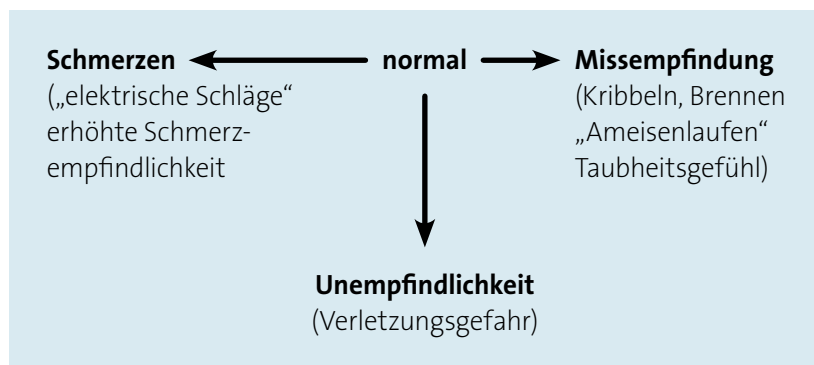 Schmerzen
(„elektrische Schläge“
erhöhte Schmerz-
empfindlichkeit
normal
Missempfindung
(Kribbeln, Brennen
„Ameisenlaufen“
Taubheitsgefühl)
Unempfindlichkeit
(Verletzungsgefahr)